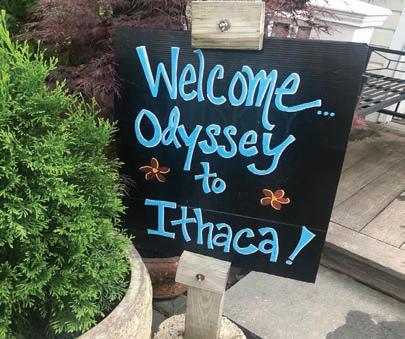 Welcome...
Odyssey
to
Ithaca!